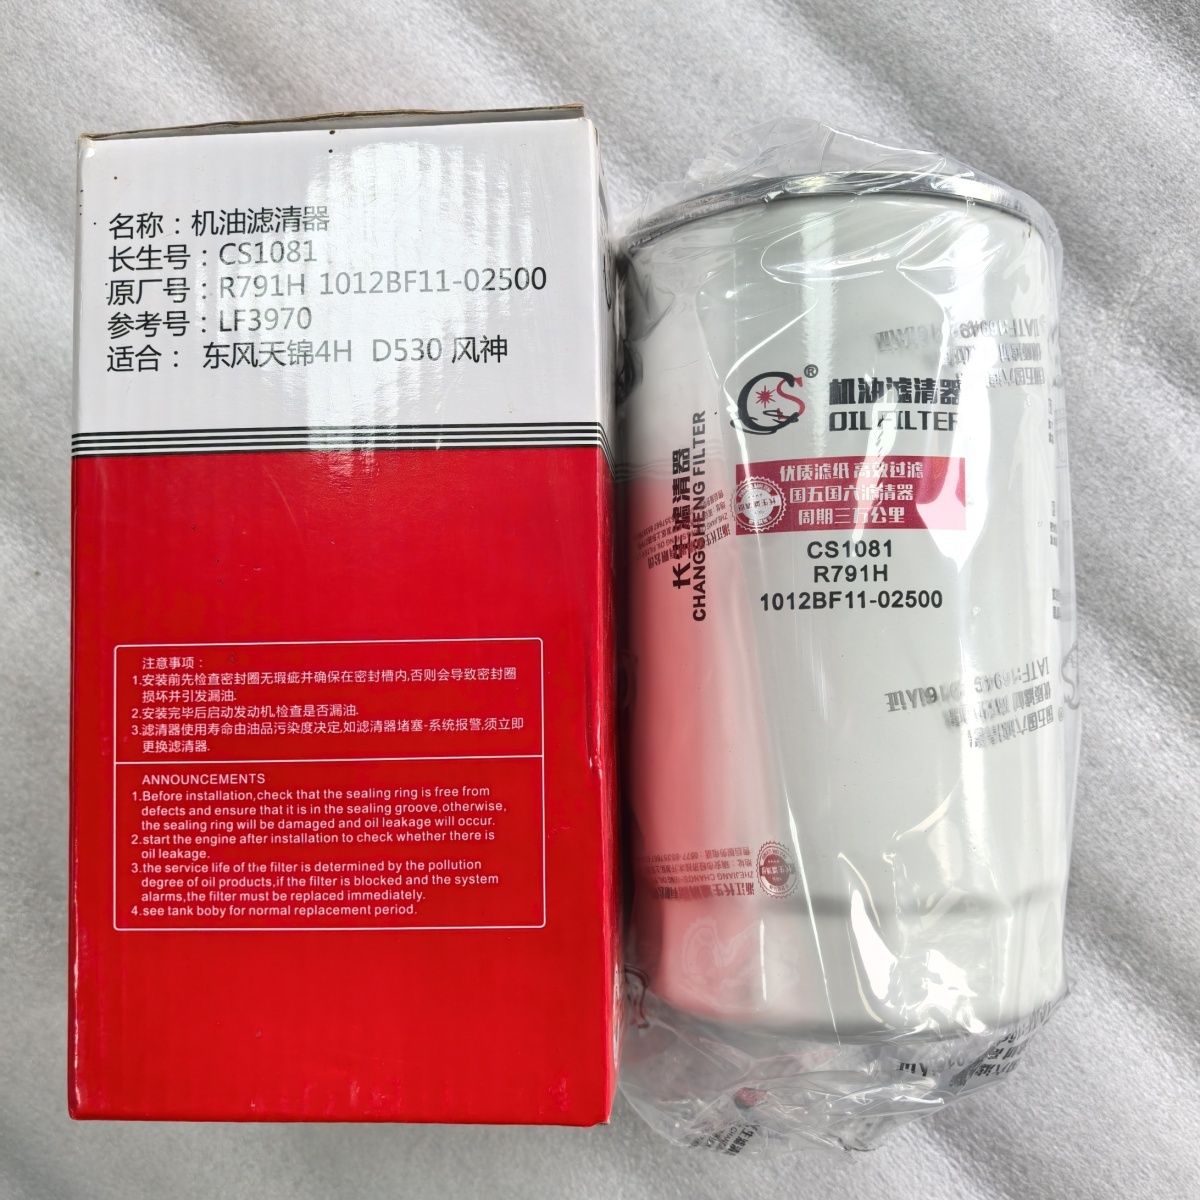 名称：机油滤清器
长生号：CS1081
原厂号：R791H 1012BF11-02500
参考号：LF3970
适合： 东风天锦4H D530 风神
注意事项：
1.安装前先检查密封圈无瑕疵并确保在密封槽内,否则会导致密封圈
损坏并引发漏油.
2.安装完毕后启动发动机,检查是否漏油.
3.滤清器使用寿命由油品污染度决定,如滤清器堵塞-系统报警,须立即
更换滤清器.
ANNOUNCEMENTS
1.Before installation,check that the sealing ring is free from
defects and ensure that it is in the sealing groove,otherwise,
the sealing ring will be damaged and oil leakage will occur.
2.start the engine after installation to check whether there is
oil leakage.
3.the service life of the filter is determined by the pollution
degree of oil products,if the filter is blocked and the system
alarms,the filter must be replaced immediately.
4.see tank boby for normal replacement period.
CS®
机油滤清器
OIL FILTER
优质滤纸 高效过滤
国五国六滤清器
周期三万公里
CS1081
R791H
1012BF11-02500
长生滤清器
CHANGSHENG FILTER